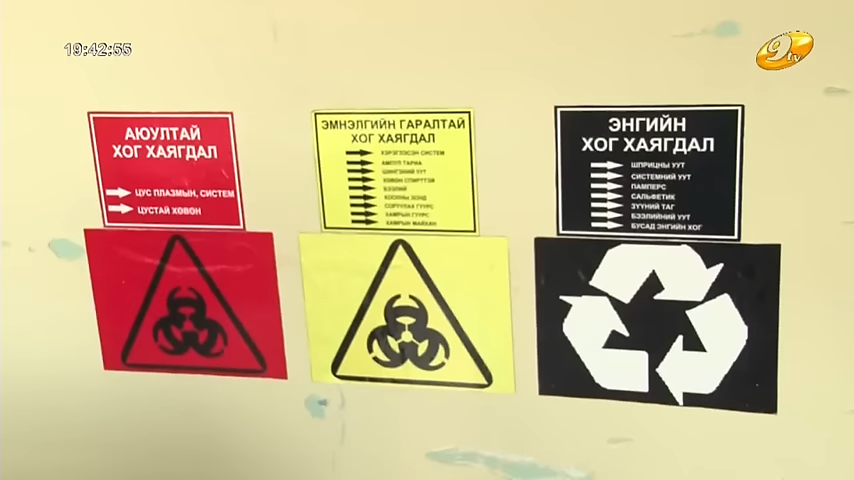 19:42:55
9tv
АЮУЛТАЙ
ХОГ ХАЯГДАЛ
ЦУС ПЛАЗМЫН, СИСТЕМ
ЦУСТАЙ ХӨВӨН
ЭМНЭЛГИЙН ГАРАЛТАЙ
ХОГ ХАЯГДАЛ
ХЭРЭГЛЭСЭН СИСТЕМ
АМПУЛ ТАРИА
ШИНГЭНИЙ УУТ
ХӨВӨН СПИРТТЭЙ
БЭЭЛИЙ
ХООЛНЫ ЗОНД
СОРУУЛАХ ГУУРС
ХАМРЫН ГУУРС
ХАМРЫН МАЙХАН
ЭНГИЙН
ХОГ ХАЯГДАЛ
ШПРИЦНЫ УУТ
СИСТЕМНИЙ УУТ
ПАМПЕРС
САЛЬФЕТИК
ЗҮҮНИЙ ТАГ
БЭЭЛИЙНИЙ УУТ
БУСАД ЭНГИЙН ХОГ